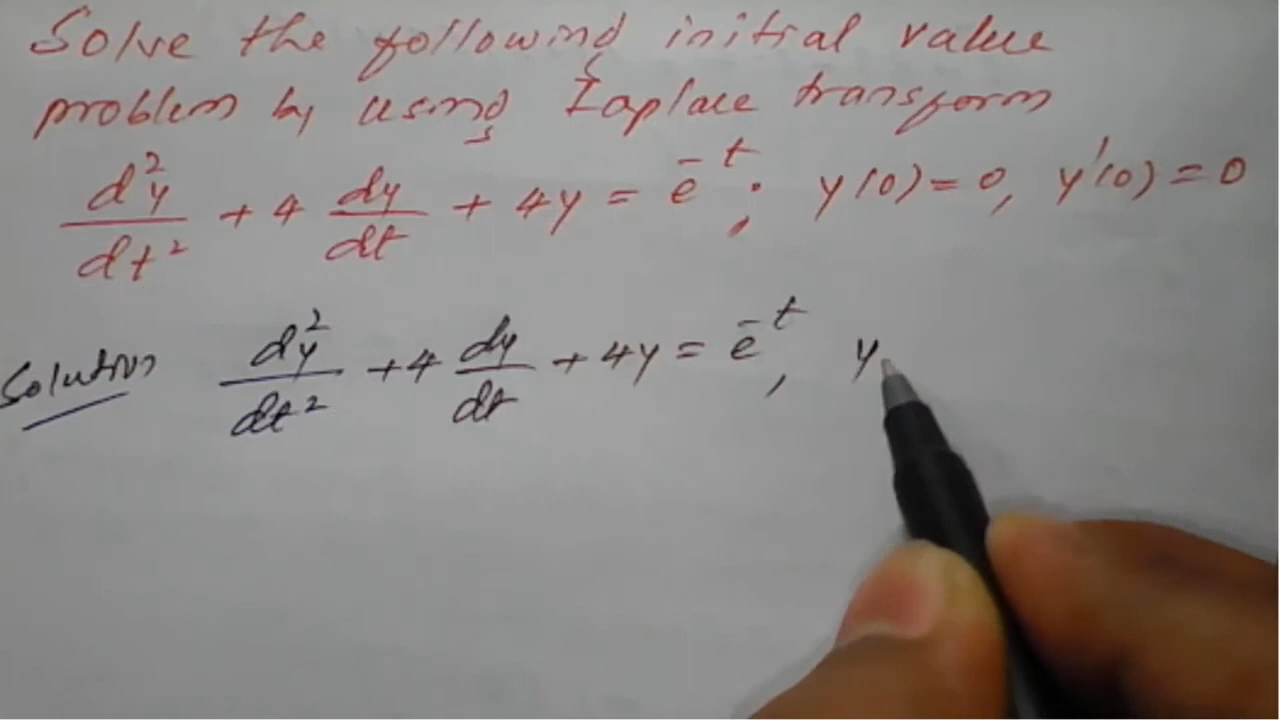 Solve the following initial value
problem by using Laplace transform
d²y/dt² + 4 dy/dt + 4y = e⁻ᵗ; y(0) = 0, y'(0) = 0
Solution d²y/dt² + 4 dy/dt + 4y = e⁻ᵗ, y